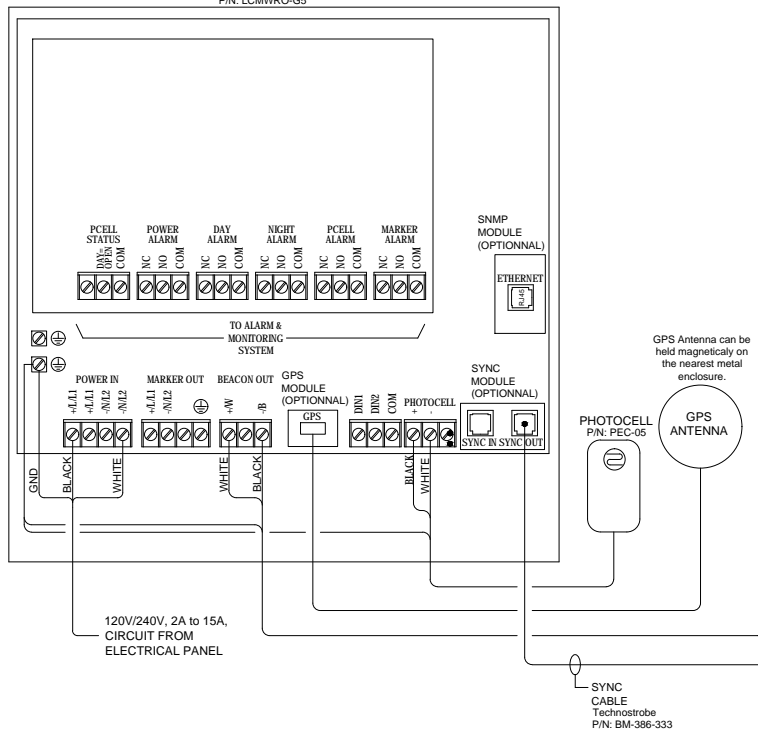 P/N: LCMWRO-G5
PCELL
STATUS
POWER
ALARM
DAY
ALARM
NIGHT
ALARM
PCELL
ALARM
MARKER
ALARM
DAY=
OPEN
COM
NC
NO
COM
NC
NO
COM
NC
NO
COM
NC
NO
COM
NC
NO
COM
SNMP
MODULE
(OPTIONNAL)
ETHERNET
RJ45
TO ALARM &
MONITORING
SYSTEM
POWER IN
+/L/L1
+/L/L1
-/N/L2
-/N/L2
MARKER OUT
+/L/L1
-/N/L2
BEACON OUT
+/W
-/B
GPS
MODULE
(OPTIONNAL)
GPS
DIN1
DIN2
COM
PHOTOCELL
+
-
SYNC
MODULE
(OPTIONNAL)
SYNC IN
SYNC OUT
GPS Antenna can be
held magneticaly on
the nearest metal
enclosure.
GPS
ANTENNA
PHOTOCELL
P/N: PEC-05
GND
BLACK
WHITE
WHITE
BLACK
BLACK
WHITE
120V/240V, 2A to 15A,
CIRCUIT FROM
ELECTRICAL PANEL
SYNC
CABLE
Technostrobe
P/N: BM-386-333